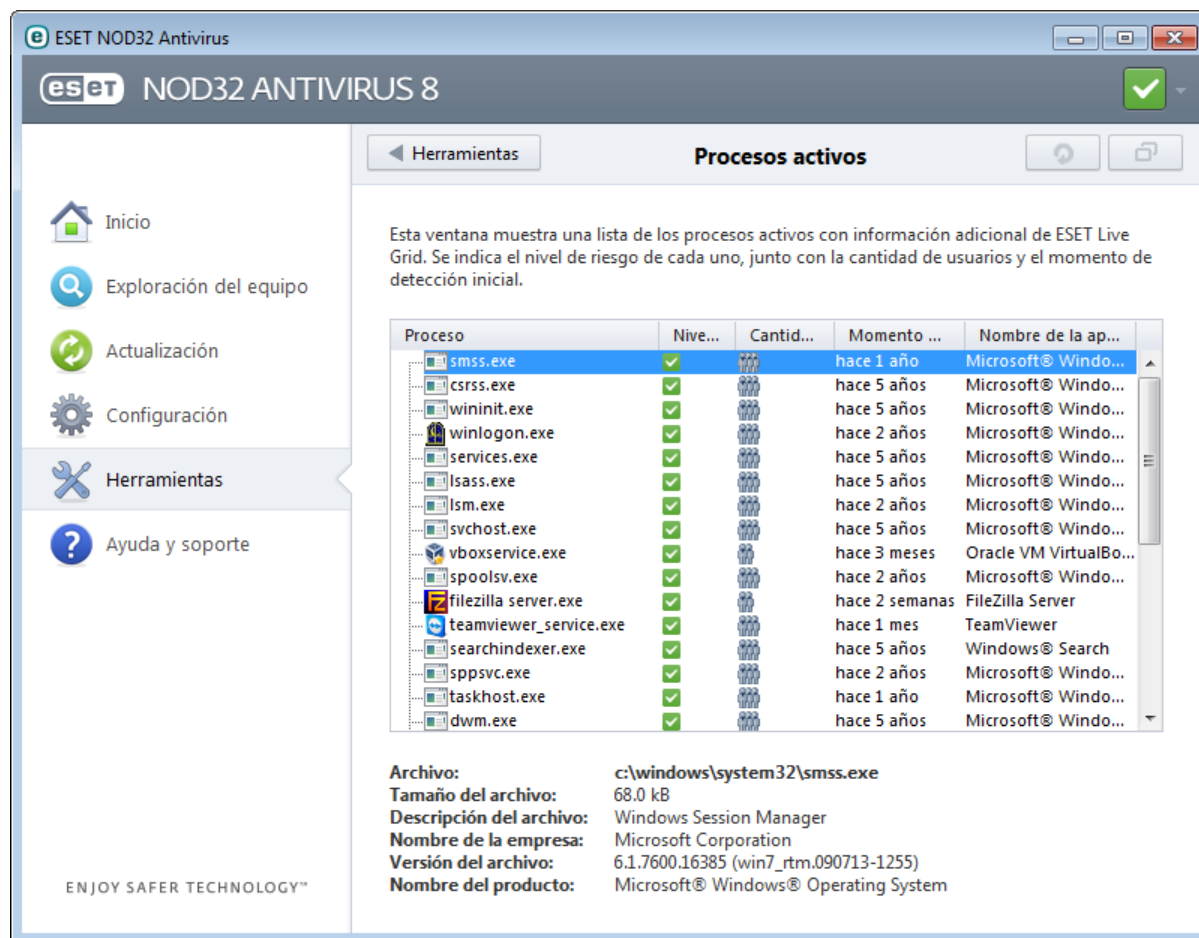 ESET NOD32 Antivirus
eset NOD32 ANTIVIRUS 8
Herramientas
Procesos activos
Inicio
Exploración del equipo
Actualización
Configuración
Herramientas
Ayuda y soporte
Esta ventana muestra una lista de los procesos activos con información adicional de ESET Live
Grid. Se indica el nivel de riesgo de cada uno, junto con la cantidad de usuarios y el momento de
detección inicial.
Proceso Nive... Cantid... Momento ... Nombre de la ap...
smss.exe hace 1 año Microsoft® Windo...
csrss.exe hace 5 años Microsoft® Windo...
wininit.exe hace 5 años Microsoft® Windo...
winlogon.exe hace 2 años Microsoft® Windo...
services.exe hace 5 años Microsoft® Windo...
lsass.exe hace 5 años Microsoft® Windo...
lsm.exe hace 2 años Microsoft® Windo...
svchost.exe hace 5 años Microsoft® Windo...
vboxservice.exe hace 3 meses Oracle VM VirtualBo...
spoolsv.exe hace 2 años Microsoft® Windo...
filezilla server.exe hace 2 semanas FileZilla Server
teamviewer_service.exe hace 1 mes TeamViewer
searchindexer.exe hace 5 años Windows® Search
sppsvc.exe hace 2 años Microsoft® Windo...
taskhost.exe hace 1 año Microsoft® Windo...
dwm.exe hace 5 años Microsoft® Windo...
Archivo: c:\windows\system32\smss.exe
Tamaño del archivo: 68.0 kB
Descripción del archivo: Windows Session Manager
Nombre de la empresa: Microsoft Corporation
Versión del archivo: 6.1.7600.16385 (win7_rtm.090713-1255)
Nombre del producto: Microsoft® Windows® Operating System
ENJOY SAFER TECHNOLOGY™